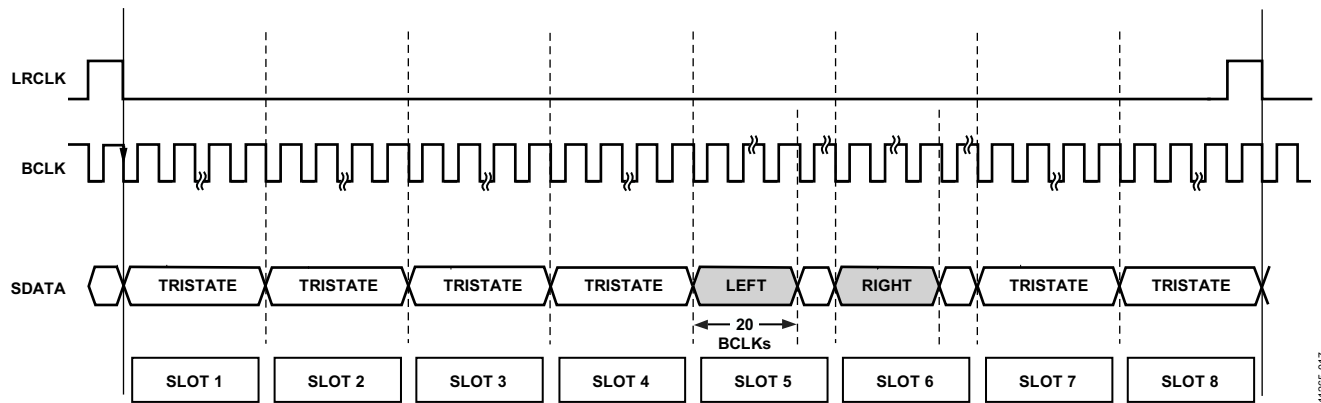 LRCLK
BCLK
SDATA
TRISTATE TRISTATE TRISTATE TRISTATE LEFT RIGHT TRISTATE TRISTATE
20
BCLKs
SLOT 1 SLOT 2 SLOT 3 SLOT 4 SLOT 5 SLOT 6 SLOT 7 SLOT 8